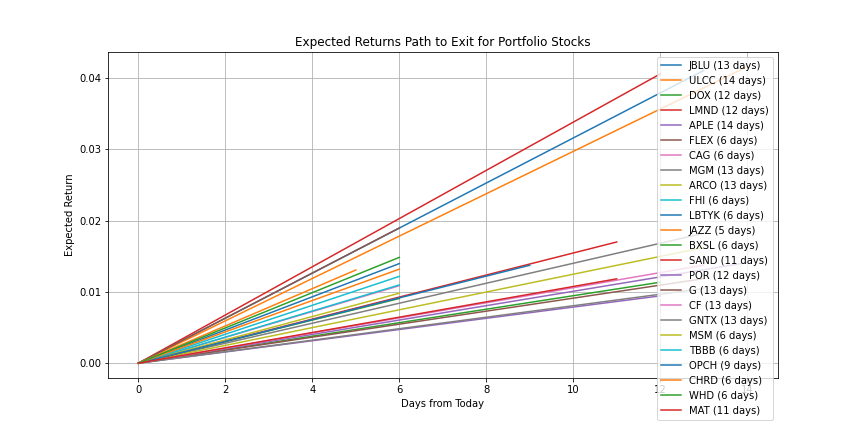 Expected Returns Path to Exit for Portfolio Stocks
Expected Return
0.04
0.03
0.02
0.01
0.00
0
2
4
6
8
10
12
14
Days from Today
JBLU (13 days)
ULCC (14 days)
DOX (12 days)
LMND (12 days)
APLE (14 days)
FLEX (6 days)
CAG (6 days)
MGM (13 days)
ARCO (13 days)
FHI (6 days)
LBTYK (6 days)
JAZZ (5 days)
BXSL (6 days)
SAND (11 days)
POR (12 days)
G (13 days)
CF (13 days)
GNTX (13 days)
MSM (6 days)
TBBB (6 days)
OPCH (9 days)
CHRD (6 days)
WHD (6 days)
MAT (11 days)